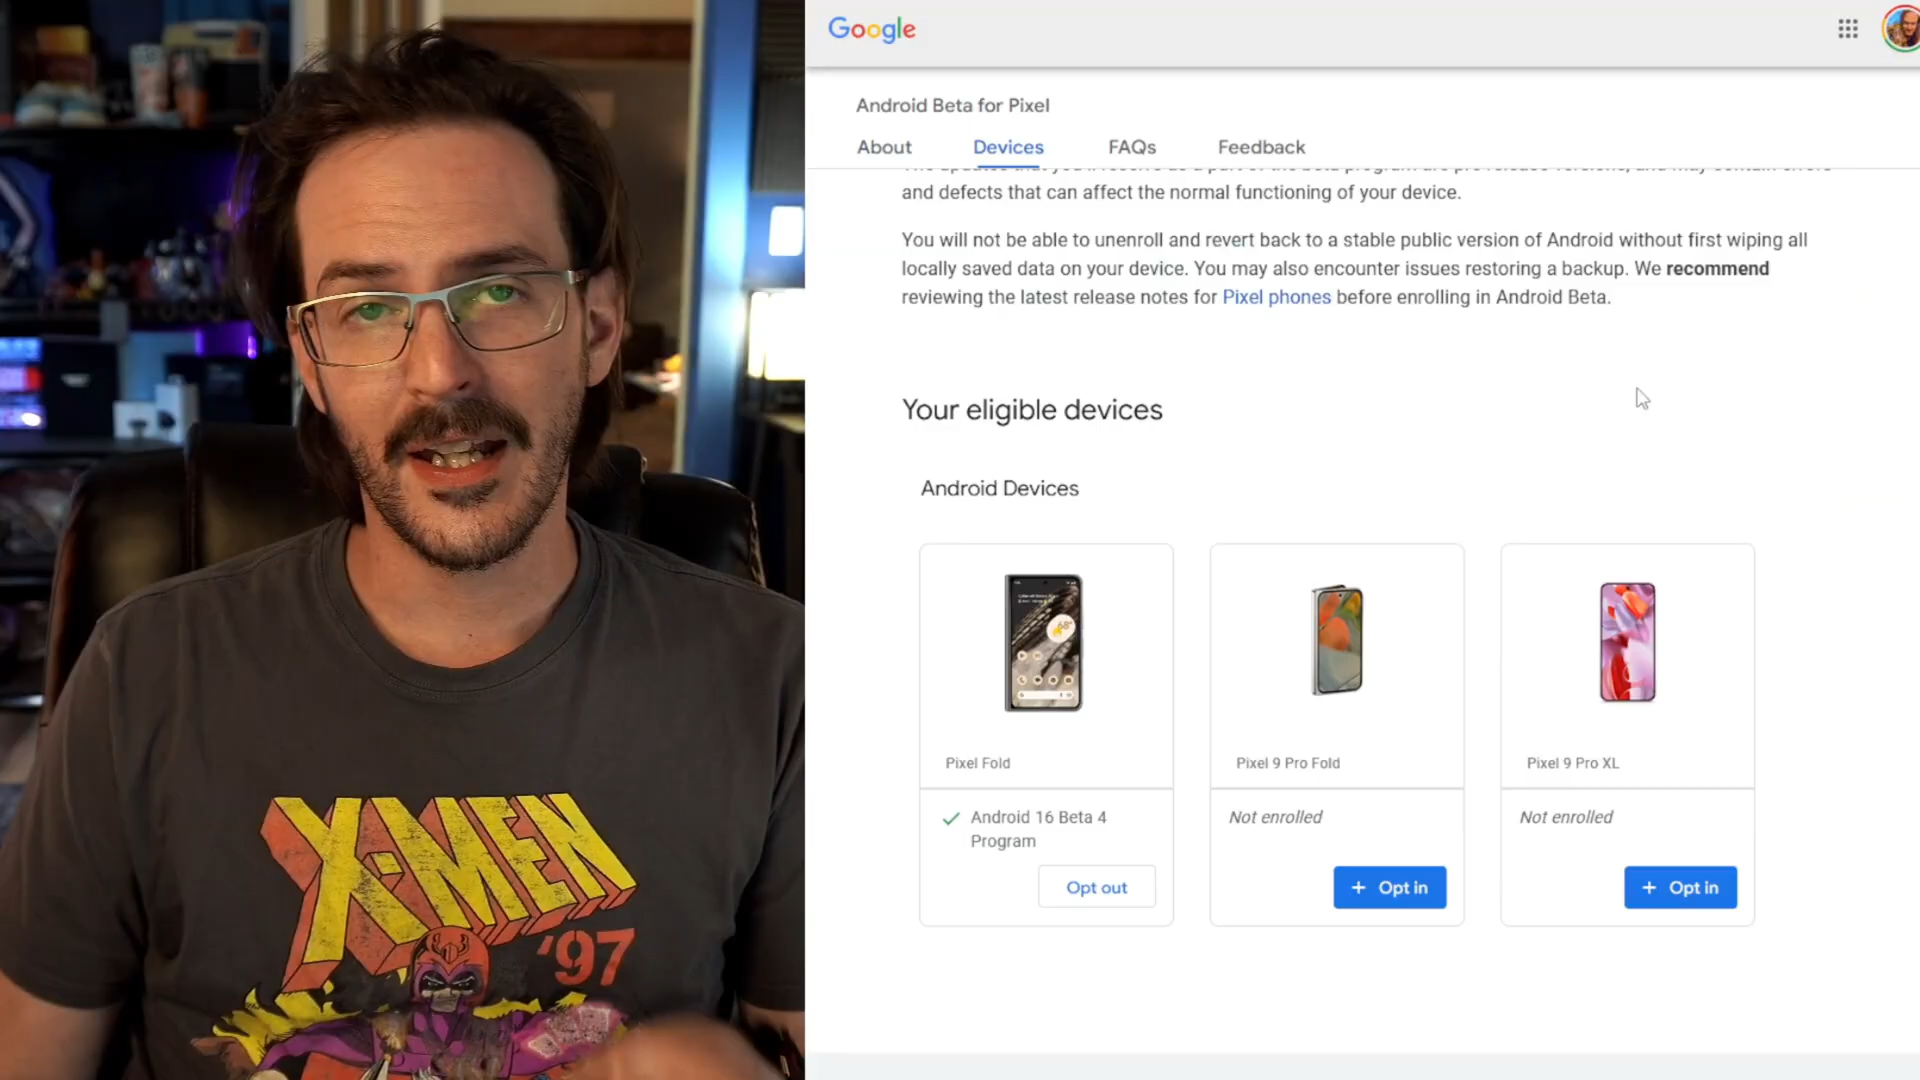 Google
Android Beta for Pixel
About Devices FAQs Feedback
and defects that can affect the normal functioning of your device.
You will not be able to unenroll and revert back to a stable public version of Android without first wiping all
locally saved data on your device. You may also encounter issues restoring a backup. We recommend
reviewing the latest release notes for Pixel phones before enrolling in Android Beta.
Your eligible devices
Android Devices
Pixel Fold
Android 16 Beta 4
Program
Opt out
Pixel 9 Pro Fold
Not enrolled
+ Opt in
Pixel 9 Pro XL
Not enrolled
+ Opt in
X-MEN
'97